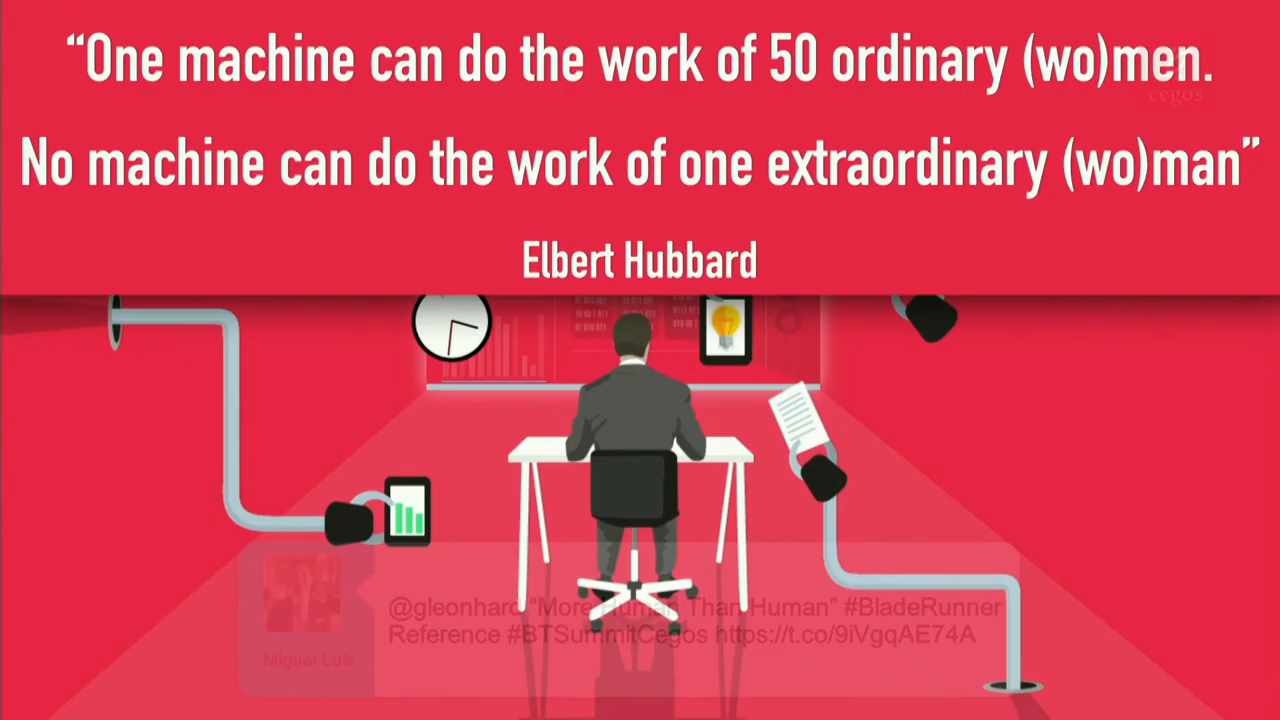 “One machine can do the work of 50 ordinary (wo)men.
cegos
No machine can do the work of one extraordinary (wo)man”
Elbert Hubbard
@gleonhard “More Human Than Human” #BladeRunner
Reference #BTSummitCegos https://t.co/9iVgqAE74A
Miguel Luis